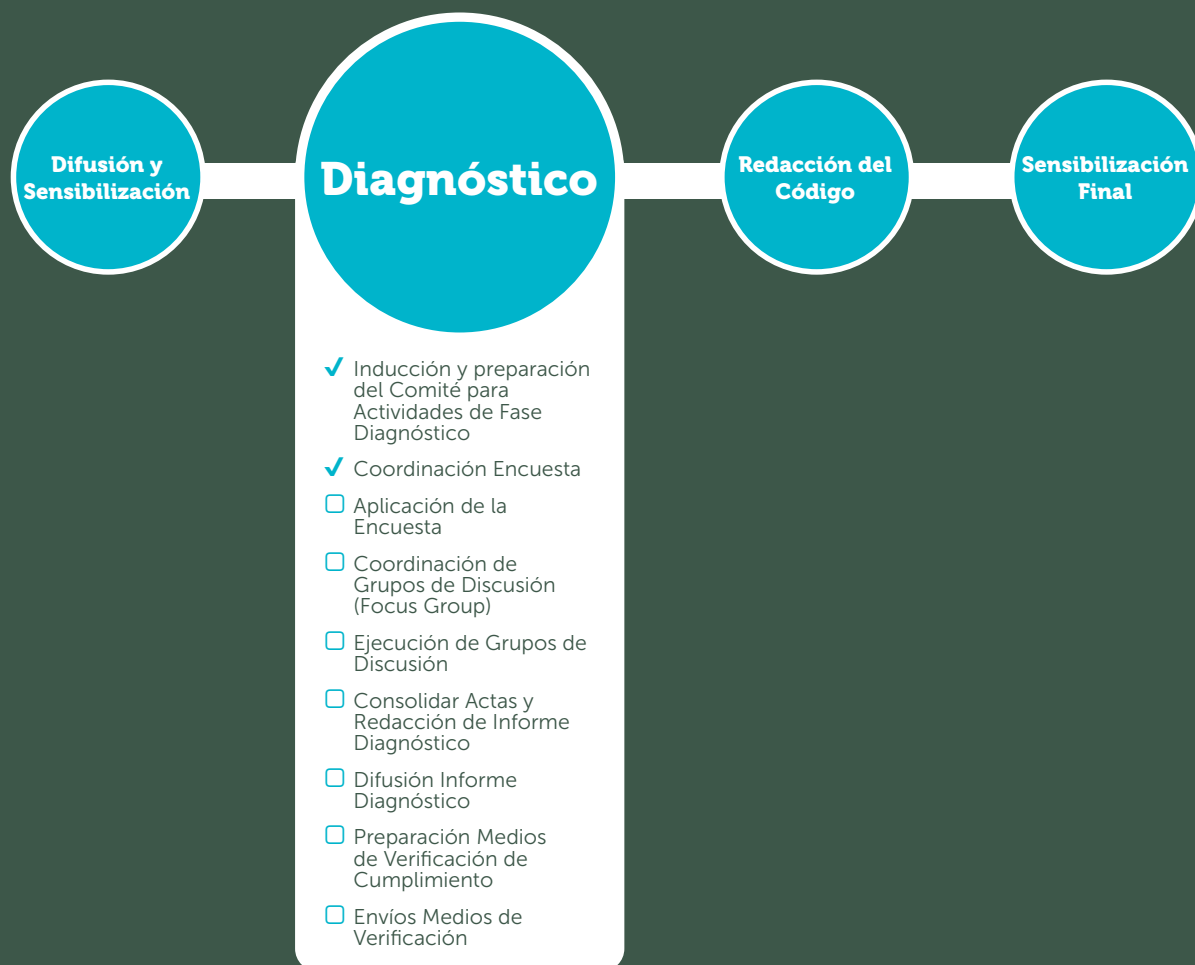 Difusión y
Sensibilización
Diagnóstico
Redacción del
Código
Sensibilización
Final
Inducción y preparación
del Comité para
Actividades de Fase
Diagnóstico
Coordinación Encuesta
Aplicación de la
Encuesta
Coordinación de
Grupos de Discusión
(Focus Group)
Ejecución de Grupos de
Discusión
Consolidar Actas y
Redacción de Informe
Diagnóstico
Difusión Informe
Diagnóstico
Preparación Medios
de Verificación de
Cumplimiento
Envíos Medios de
Verificación